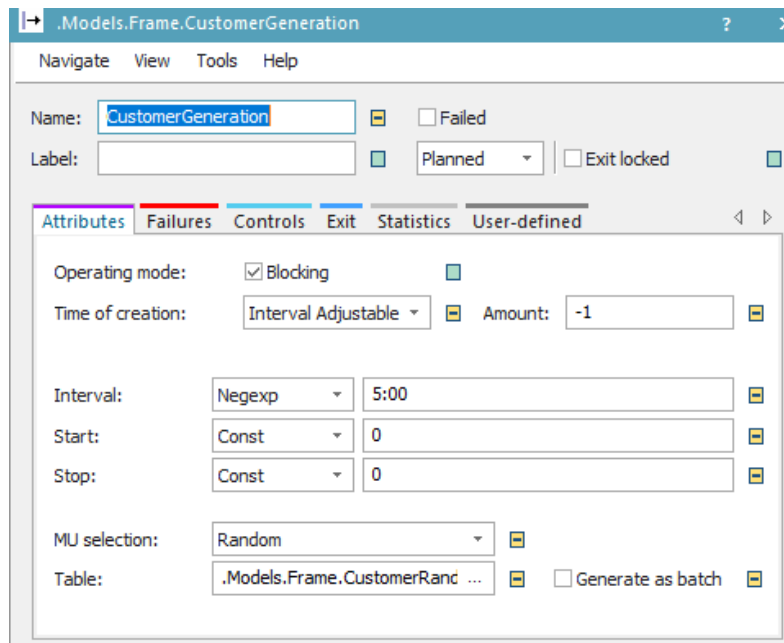 .Models.Frame.CustomerGeneration ?
Navigate View Tools Help
Name: CustomerGeneration Failed
Label: Planned Exit locked
Attributes Failures Controls Exit Statistics User-defined
Operating mode: Blocking
Time of creation: Interval Adjustable Amount: -1
Interval: Negexp 5:00
Start: Const 0
Stop: Const 0
MU selection: Random
Table: .Models.Frame.CustomerRand ... Generate as batch